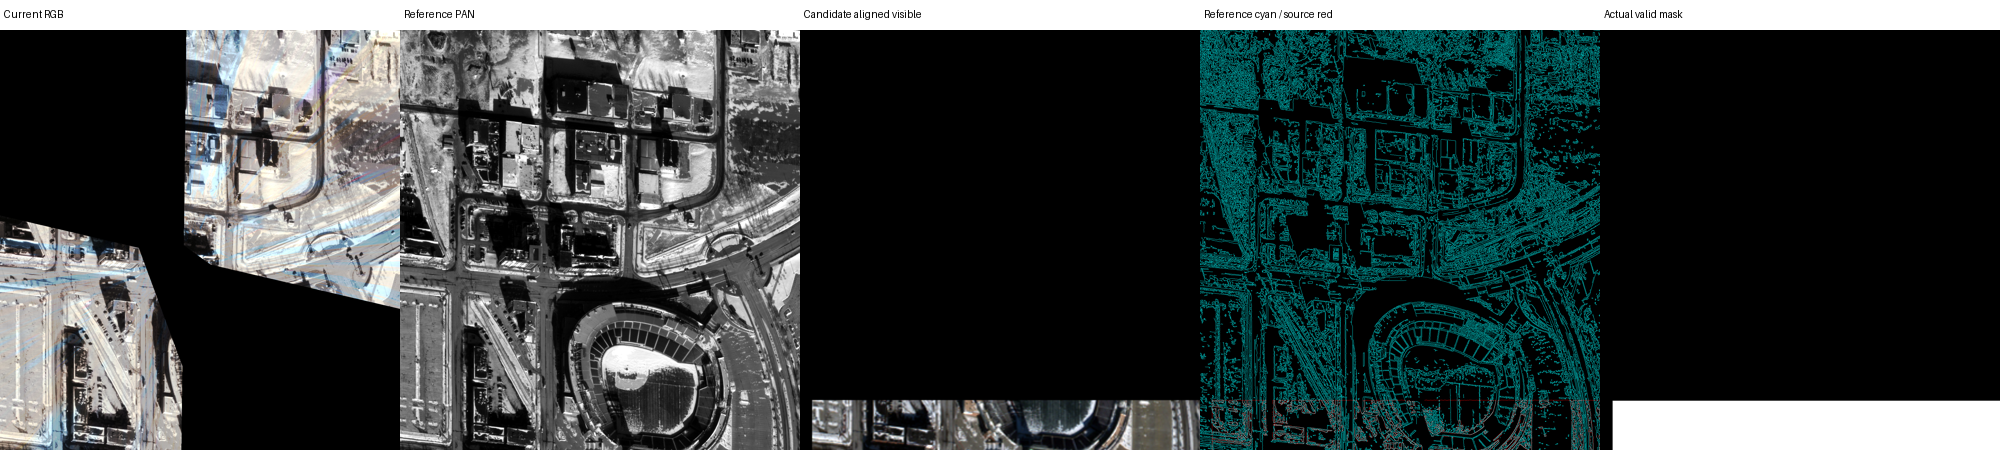 Current RGB
Reference PAN
Candidate aligned visible
Reference cyan / source red
Actual valid mask